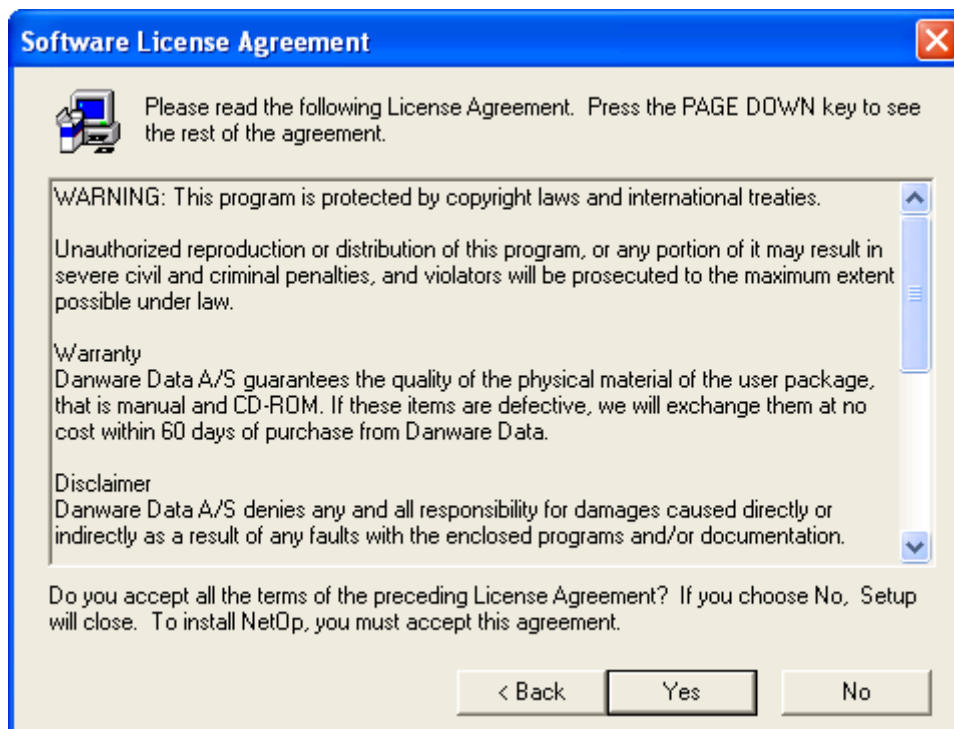 Software License Agreement
Please read the following License Agreement. Press the PAGE DOWN key to see
the rest of the agreement.
WARNING: This program is protected by copyright laws and international treaties.
Unauthorized reproduction or distribution of this program, or any portion of it may result in
severe civil and criminal penalties, and violators will be prosecuted to the maximum extent
possible under law.
Warranty
Danware Data A/S guarantees the quality of the physical material of the user package,
that is manual and CD-ROM. If these items are defective, we will exchange them at no
cost within 60 days of purchase from Danware Data.
Disclaimer
Danware Data A/S denies any and all responsibility for damages caused directly or
indirectly as a result of any faults with the enclosed programs and/or documentation.
Do you accept all the terms of the preceding License Agreement? If you choose No, Setup
will close. To install NetOp, you must accept this agreement.
< Back Yes No